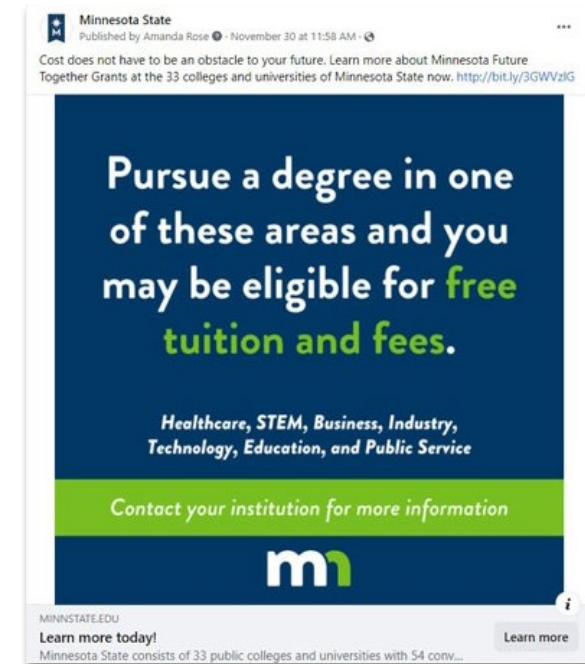 Minnesota State
Published by Amanda Rose · November 30 at 11:58 AM ·
Cost does not have to be an obstacle to your future. Learn more about Minnesota Future
Together Grants at the 33 colleges and universities of Minnesota State now. http://bit.ly/3GWVzlG
Pursue a degree in one
of these areas and you
may be eligible for free
tuition and fees.
Healthcare, STEM, Business, Industry,
Technology, Education, and Public Service
Contact your institution for more information
mn
MINNSTATE.EDU
Learn more today!
Learn more
Minnesota State consists of 33 public colleges and universities with 54 conv...